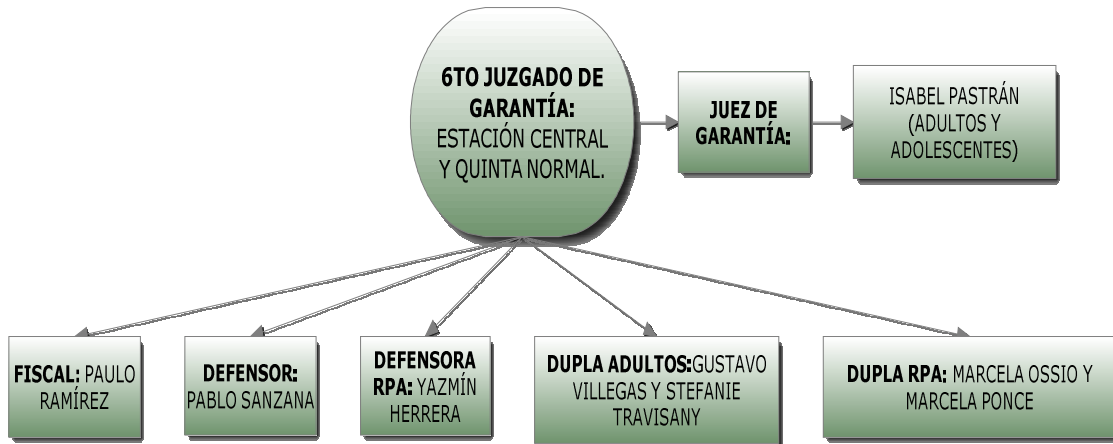 6TO JUZGADO DE
GARANTÍA:
ESTACIÓN CENTRAL
Y QUINTA NORMAL.
JUEZ DE
GARANTÍA:
ISABEL PASTRÁN
(ADULTOS Y
ADOLESCENTES)
FISCAL: PAULO
RAMÍREZ
DEFENSOR:
PABLO SANZANA
DEFENSORA
RPA: YAZMÍN
HERRERA
DUPLA ADULTOS:GUSTAVO
VILLEGAS Y STEFANIE
TRAVISANY
DUPLA RPA: MARCELA OSSIO Y
MARCELA PONCE